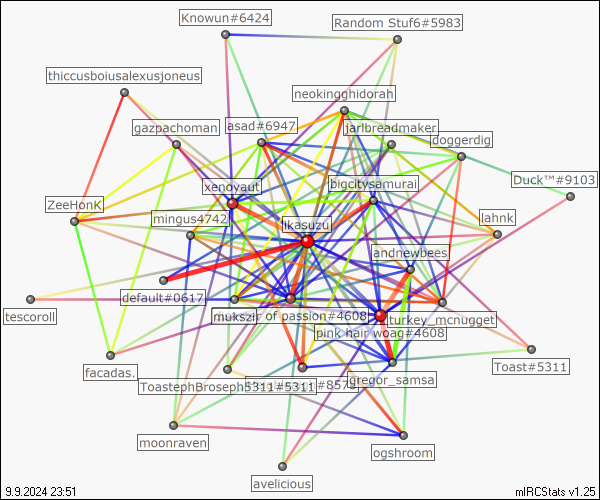 Knowun#6424
Random Stuf6#5983
thiccusboiusalexusjoneus
neokingghidorah
gazpachoman
asad#6947
jarlbreadmaker
doggerdig
xenoyaut
bigcitysamurai
Duck™#9103
ZeeHonK
mingus4742
ikasuzu
lahnk
andnewbees
default#0617
tescoroll
mukszir of passion#4608
turkey_mcnugget
pink hair woag#4608
facadas.
Toast#5311
ToastephBroseph5311#5311
gregor_samsa
moonraven
ogshroom
avelicious
9.9.2024 23:51
mIRCStats v1.25